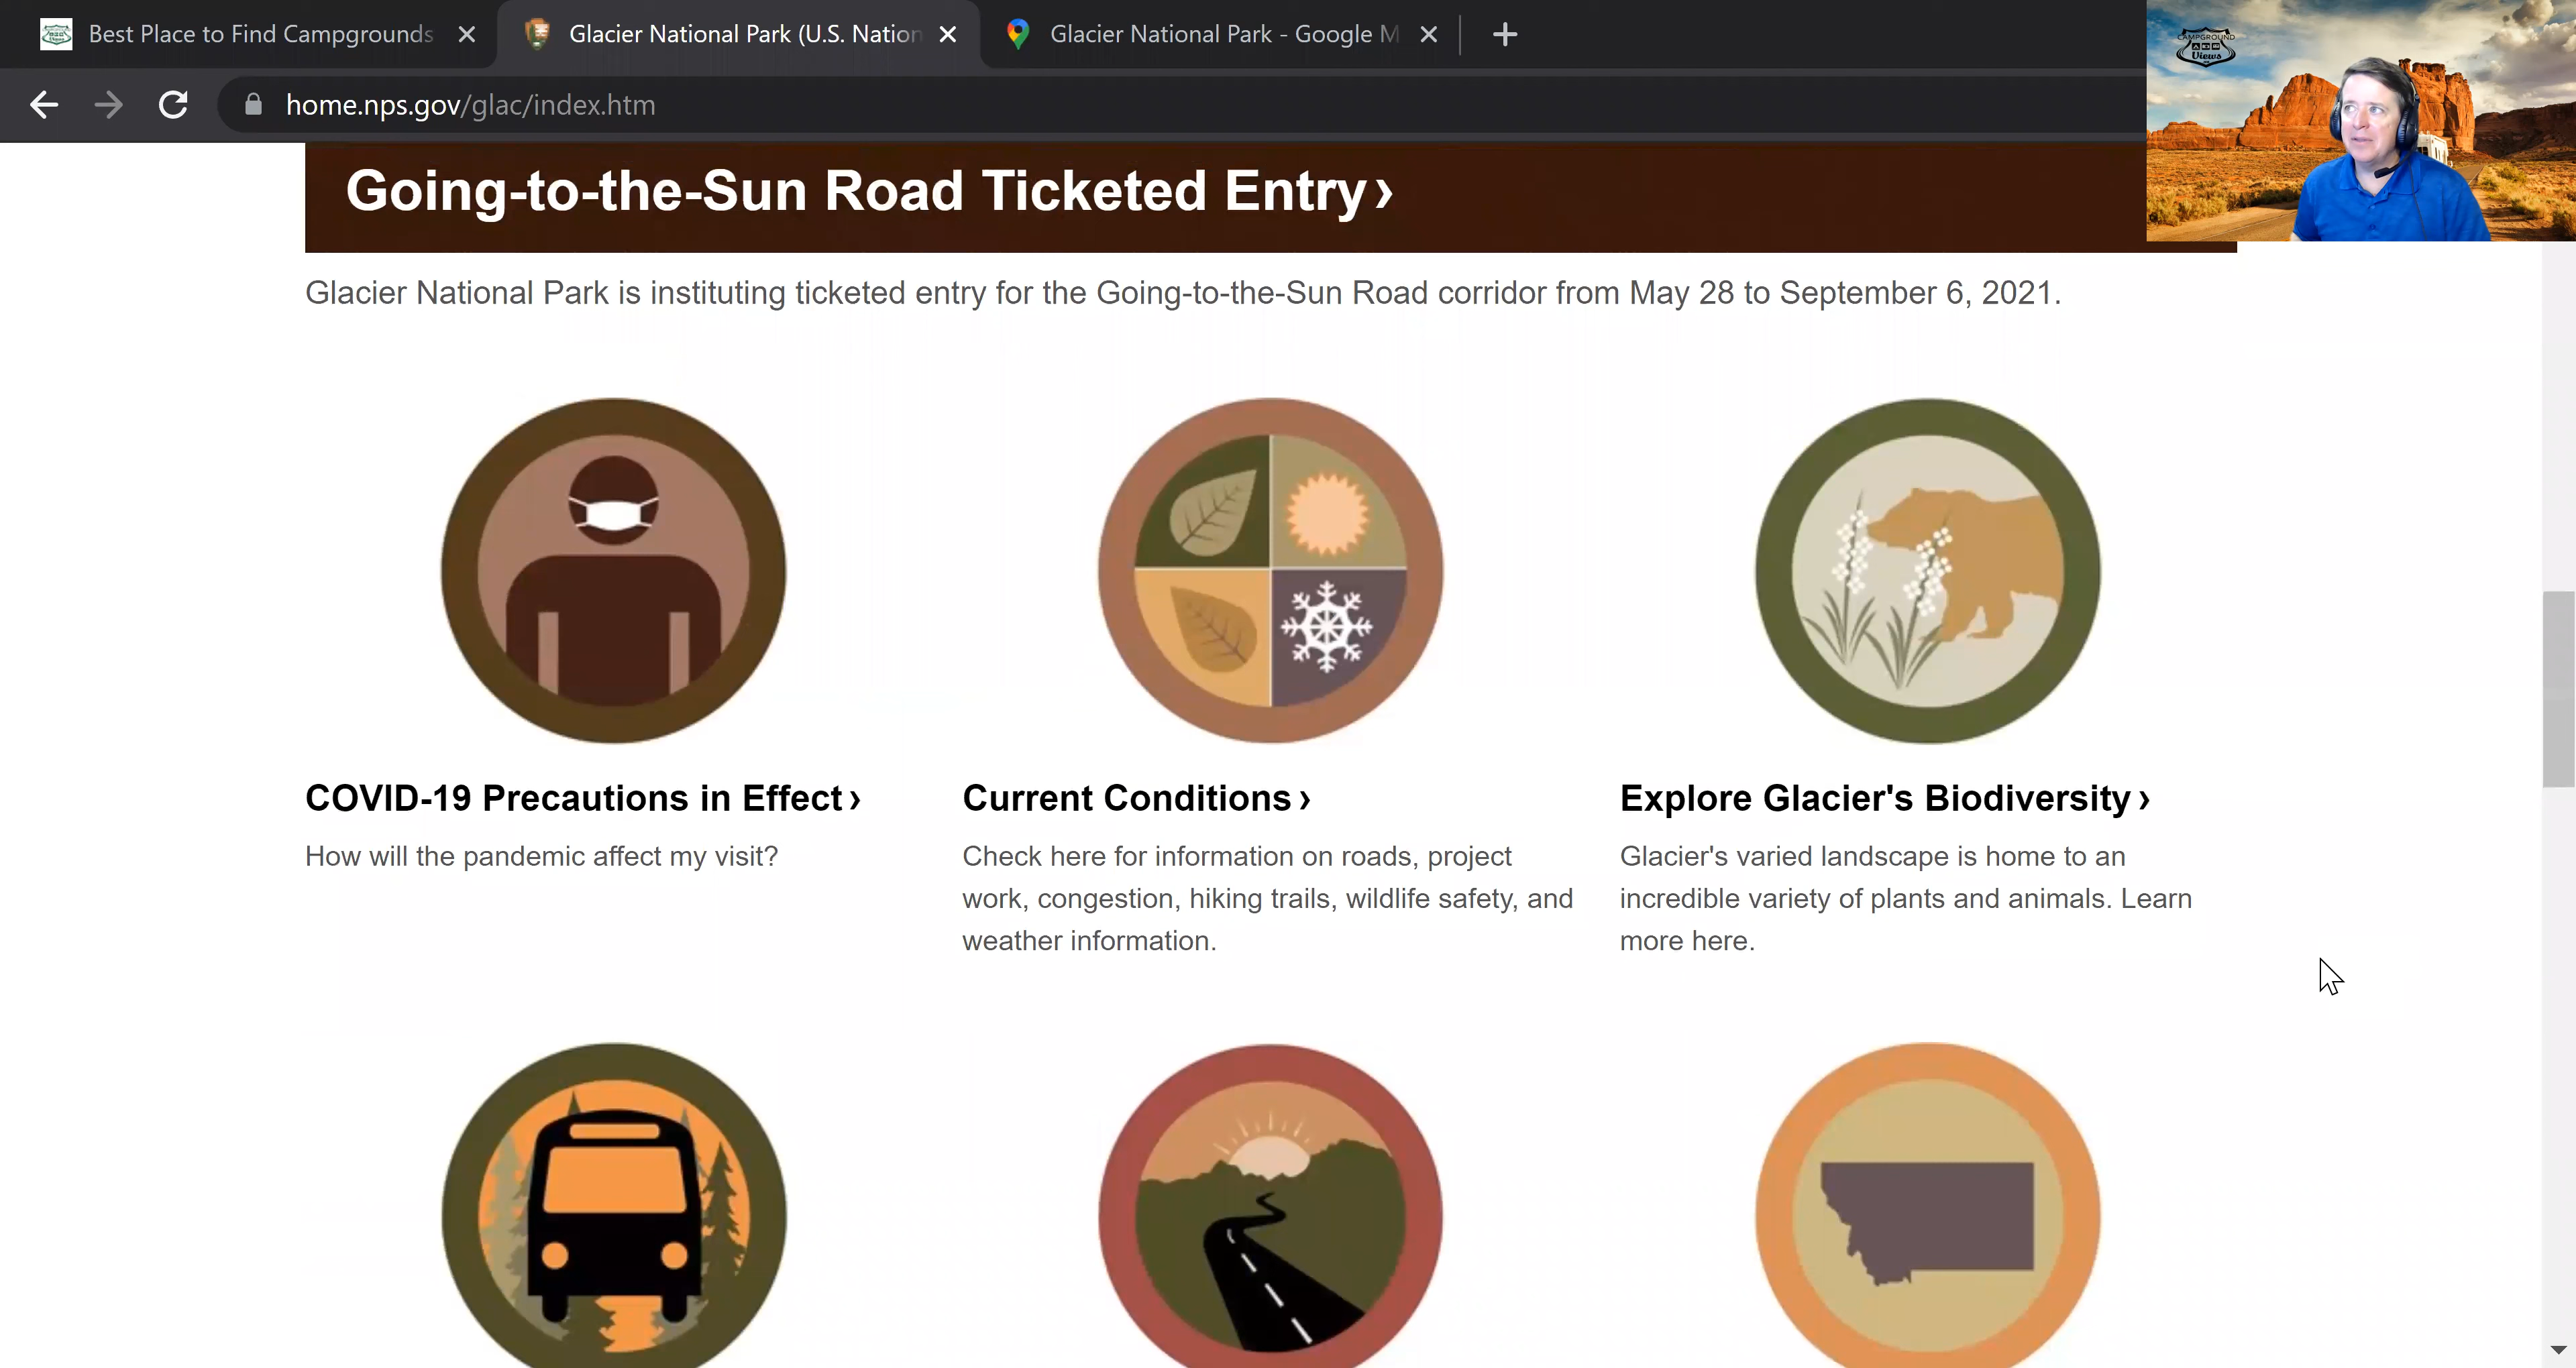 Best Place to Find Campgrounds
Glacier National Park (U.S. Nation
Glacier National Park - Google M
home.nps.gov/glac/index.htm
CAMPGROUND
Views
Going-to-the-Sun Road Ticketed Entry ›
Glacier National Park is instituting ticketed entry for the Going-to-the-Sun Road corridor from May 28 to September 6, 2021.
COVID-19 Precautions in Effect ›
Current Conditions ›
Explore Glacier's Biodiversity ›
How will the pandemic affect my visit?
Check here for information on roads, project
work, congestion, hiking trails, wildlife safety, and
weather information.
Glacier's varied landscape is home to an
incredible variety of plants and animals. Learn
more here.